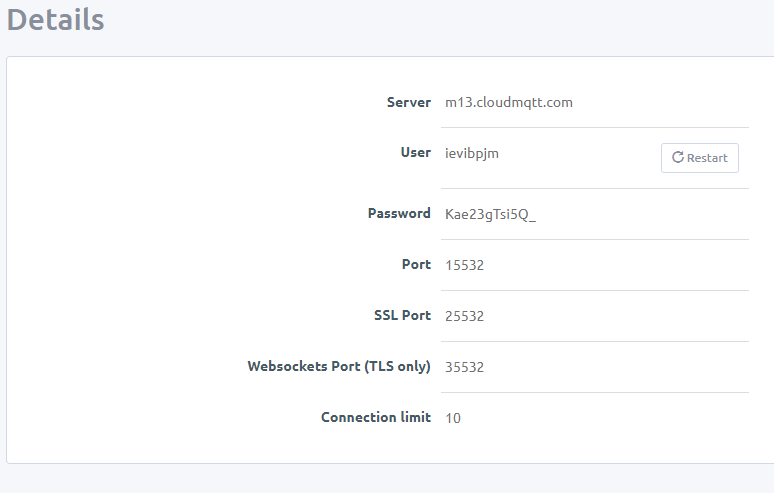 Details
Server m13.cloudmqtt.com
User ievibpjm Restart
Password Kae23gTsi5Q_
Port 15532
SSL Port 25532
Websockets Port (TLS only) 35532
Connection limit 10